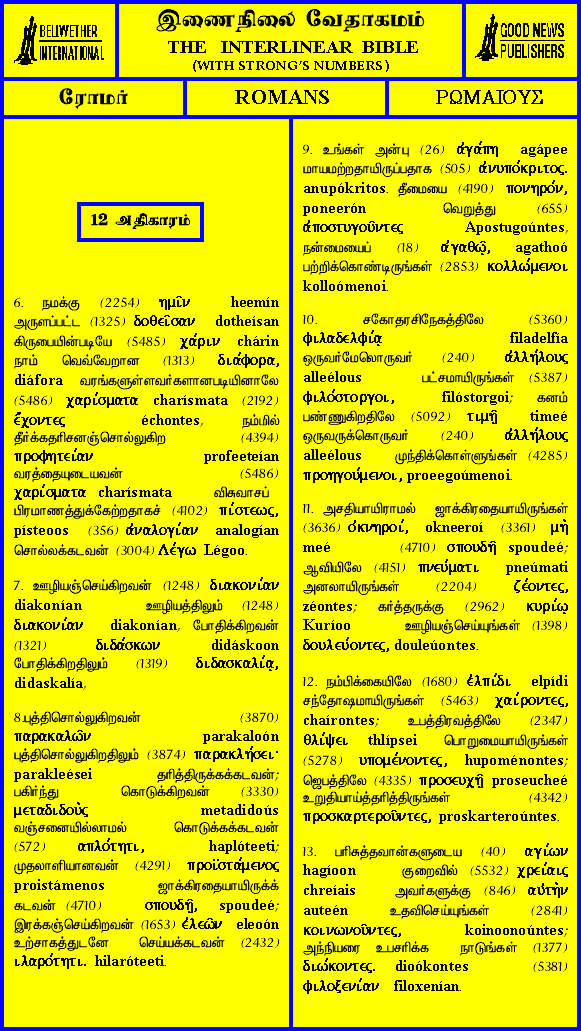 BELLWETHER
INTERNATIONAL
இணைநிலை வேதாகமம்
THE INTERLINEAR BIBLE
(WITH STRONG'S NUMBERS)
GOOD NEWS
PUBLISHERS
ரோமர்
ROMANS
ΡΩΜΑΙΟΥΣ
12 அதிகாரம்
6. நமக்கு (2254) ημῖν heemín
அருளப்பட்ட (1325) δοθεῖσαν dotheísan
கிருபையின்படியே (5485) χάριν chárin
நாம் வெவ்வேறான (1313) διάφορα,
diáfora வரங்களுள்ளவர்களானபடியினாலே
(5486) χαρίσματα charísmata (2192)
ἔχοντες échontes, நம்மில்
தீர்க்கதரிசனஞ்சொல்லுகிற (4394)
προφητείαν profeeteían
வரத்தையுடையவன் (5486)
χαρίσματα charísmata விசுவாசப்
பிரமாணத்துக்கேற்றதாகச் (4102) πίστεως,
písteoos (356) ἀναλογίαν analogían
சொல்லக்கடவன் (3004) Λέγω Légoo.
7. ஊழியஞ்செய்கிறவன் (1248) διακονίαν
diakonían ஊழியத்திலும் (1248)
διακονίαν diakonían, போதிக்கிறவன்
(1321) διδάσκων didáskoon
போதிக்கிறதிலும் (1319) διδασκαλίᾳ,
didaskalía,
8.புத்திசொல்லுகிறவன் (3870)
παρακαλῶν parakaloón
புத்திசொல்லுகிறதிலும் (3874) παρακλήσει·
parakleései தரித்திருக்கக்கடவன்;
பகிர்ந்து கொடுக்கிறவன் (3330)
μεταδιδοὺς metadidoús
வஞ்சனையில்லாமல் கொடுக்கக்கடவன்
(572) απλότητι, haplóteeti;
முதலாளியானவன் (4291) προϊστάμενος
proistámenos ஜாக்கிரதையாயிருக்க்
கடவன் (4710) σπουδῇ, spoudeé;
இரக்கஞ்செய்கிறவன் (1653) ἐλεῶν eleoón
உற்சாகத்துடனே செய்யக்கடவன் (2432)
ιλαρότητι. hilaróteeti.
9. உங்கள் அன்பு (26) ἀγάπη agápee
மாயமற்றதாயிருப்பதாக (505) ἀνυπόκριτος.
anupókritos. தீமையை (4190) πονηρόν,
poneerón வெறுத்து (655)
ἀποστυγοῦντες Apostugoúntes,
நன்மையைப் (18) ἀγαθῷ, agathoó
பற்றிக்கொண்டிருங்கள் (2853) κολλώμενοι
kolloómenoi.
10. சகோதரசிநேகத்திலே (5360)
φιλαδελφίᾳ filadelfía
ஒருவர்மேலொருவர் (240) ἀλλήλους
alleélous பட்சமாயிருங்கள் (5387)
φιλόστοργοι, filóstorgoi; கனம்
பண்ணுகிறதிலே (5092) τιμῇ timeé
ஒருவருக்கொருவர் (240) ἀλλήλους
alleélous முந்திக்கொள்ளுங்கள் (4285)
προηγούμενοι, proeegoúmenoi.
11. அசதியாயிராமல் ஜாக்கிரதையாயிருங்கள்
(3636) ὀκνηροί, okneeroí (3361) μὴ
meé (4710) σπουδῇ spoudeé;
ஆவியிலே (4151) πνεύματι pneúmati
அனலாயிருங்கள் (2204) ζέοντες,
zéontes; கர்த்தருக்கு (2962) κυρίῳ
Kuríoo ஊழியஞ்செய்யுங்கள் (1398)
δουλεύοντες, douleúontes.
12. நம்பிக்கையிலே (1680) ἐλπίδι elpídi
சந்தோஷமாயிருங்கள் (5463) χαίροντες,
chaírontes; உபத்திரவத்திலே (2347)
θλίψει thlípsei பொறுமையாயிருங்கள்
(5278) υπομένοντες, hupoménontes;
ஜெபத்திலே (4335) προσευχῇ proseucheé
உறுதியாய்த்தரித்திருங்கள் (4342)
προσκαρτεροῦντες, proskarteroúntes.
13. பரிசுத்தவான்களுடைய (40) αγίων
hagíoon குறைவில் (5532) χρείαις
chreíais அவர்களுக்கு (846) αὐτὴν
auteén உதவிசெய்யுங்கள் (2841)
κοινωνοῦντες, koinoonoúntes;
அந்நியரை உபசரிக்க நாடுங்கள் (1377)
διώκοντες. dioókontes (5381)
φιλοξενίαν filoxenían.